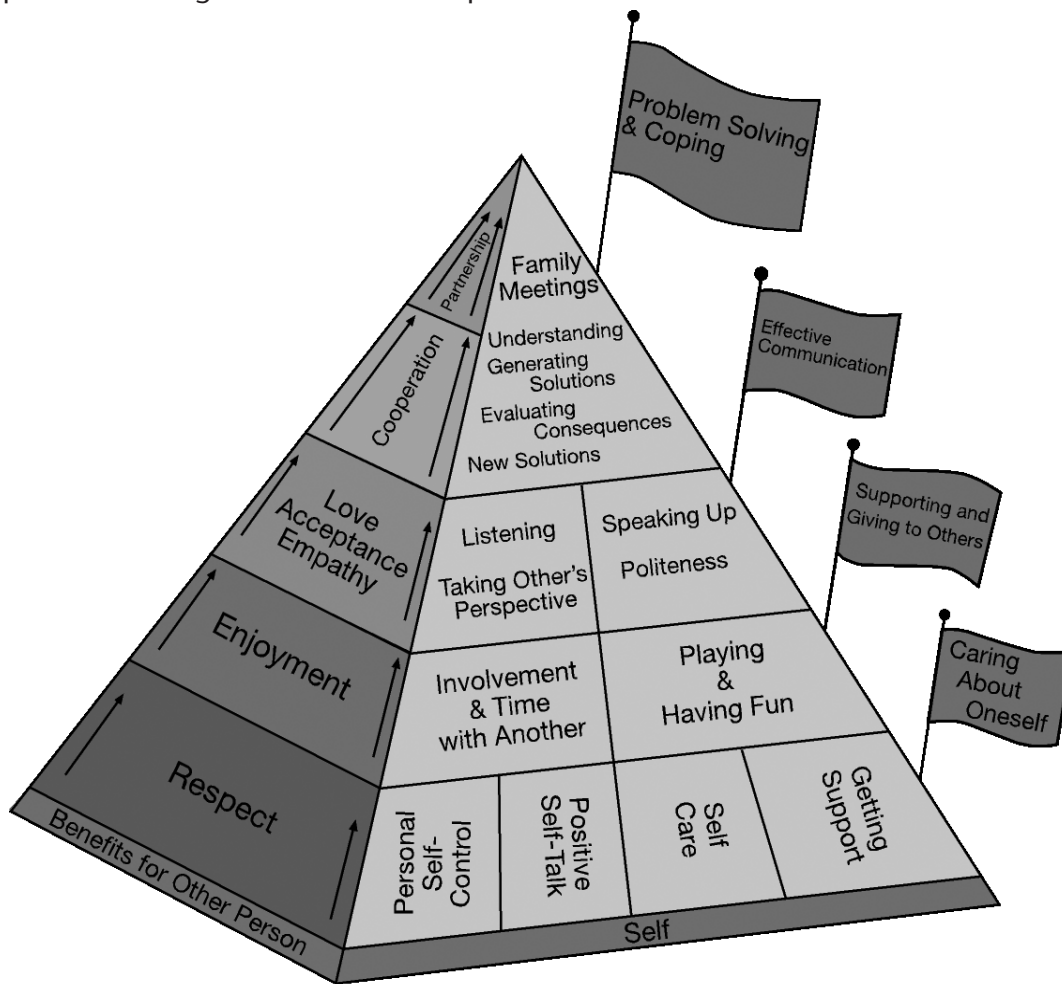 Problem Solving
& Coping
Effective
Communication
Supporting and
Giving to Others
Caring
About
Oneself
Partnership
Cooperation
Love
Acceptance
Empathy
Enjoyment
Respect
Benefits for Other Person
Family
Meetings
Understanding
Generating
Solutions
Evaluating
Consequences
New Solutions
Listening
Taking Other's
Perspective
Speaking Up
Politeness
Involvement
& Time
with Another
Playing
&
Having Fun
Personal
Self-
Control
Positive
Self-Talk
Self
Care
Getting
Support
Self